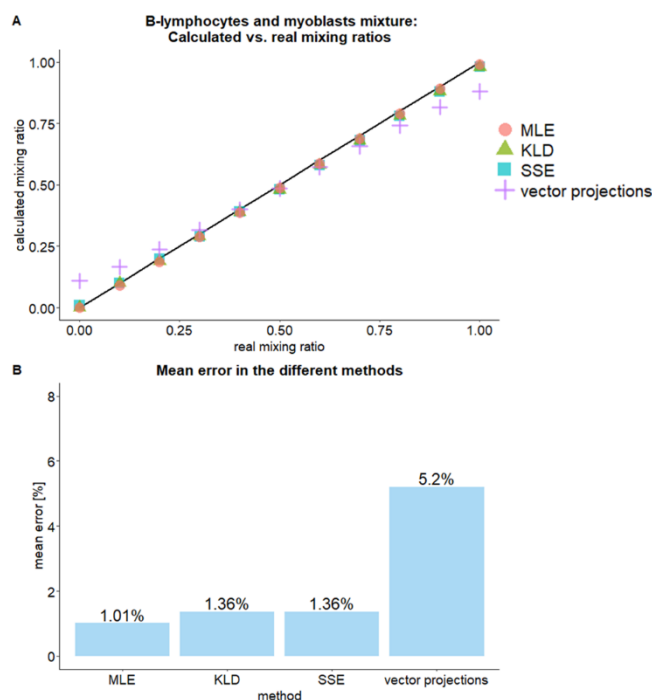 A
B-lymphocytes and myoblasts mixture:
Calculated vs. real mixing ratios
1.00
0.75
0.50
0.25
0.00
calculated mixing ratio
0.00 0.25 0.50 0.75 1.00
real mixing ratio
MLE
KLD
SSE
vector projections
B
Mean error in the different methods
8
6
4
2
0
mean error [%]
1.01%
1.36%
1.36%
5.2%
MLE KLD SSE vector projections
method